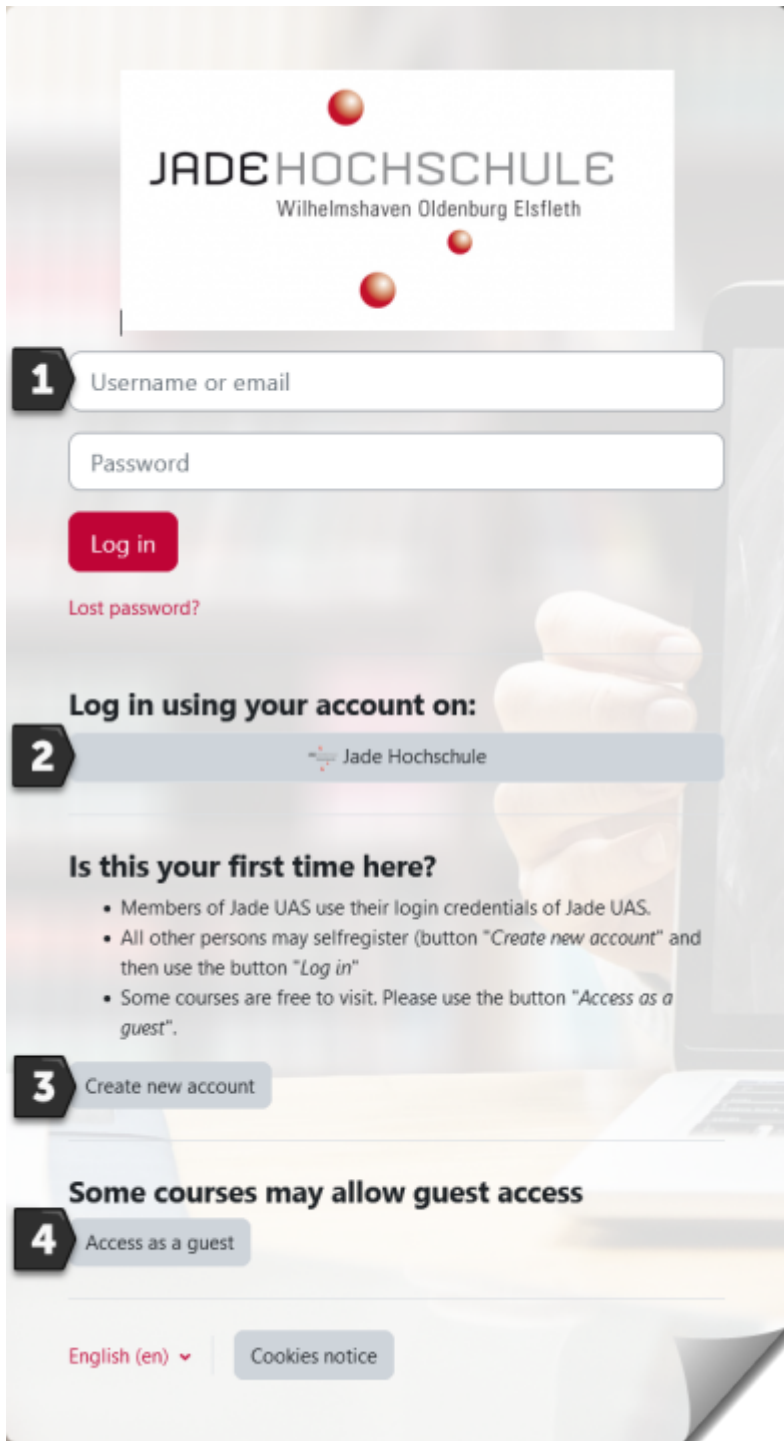 JADEHOCHSCHULE
Wilhelmshaven Oldenburg Elsfleth
1
Username or email
Password
Log in
Lost password?
Log in using your account on:
2
Jade Hochschule
Is this your first time here?
• Members of Jade UAS use their login credentials of Jade UAS.
• All other persons may selfregister (button "Create new account" and
then use the button "Log in"
• Some courses are free to visit. Please use the button "Access as a
guest".
3
Create new account
Some courses may allow guest access
4
Access as a guest
English (en)
Cookies notice